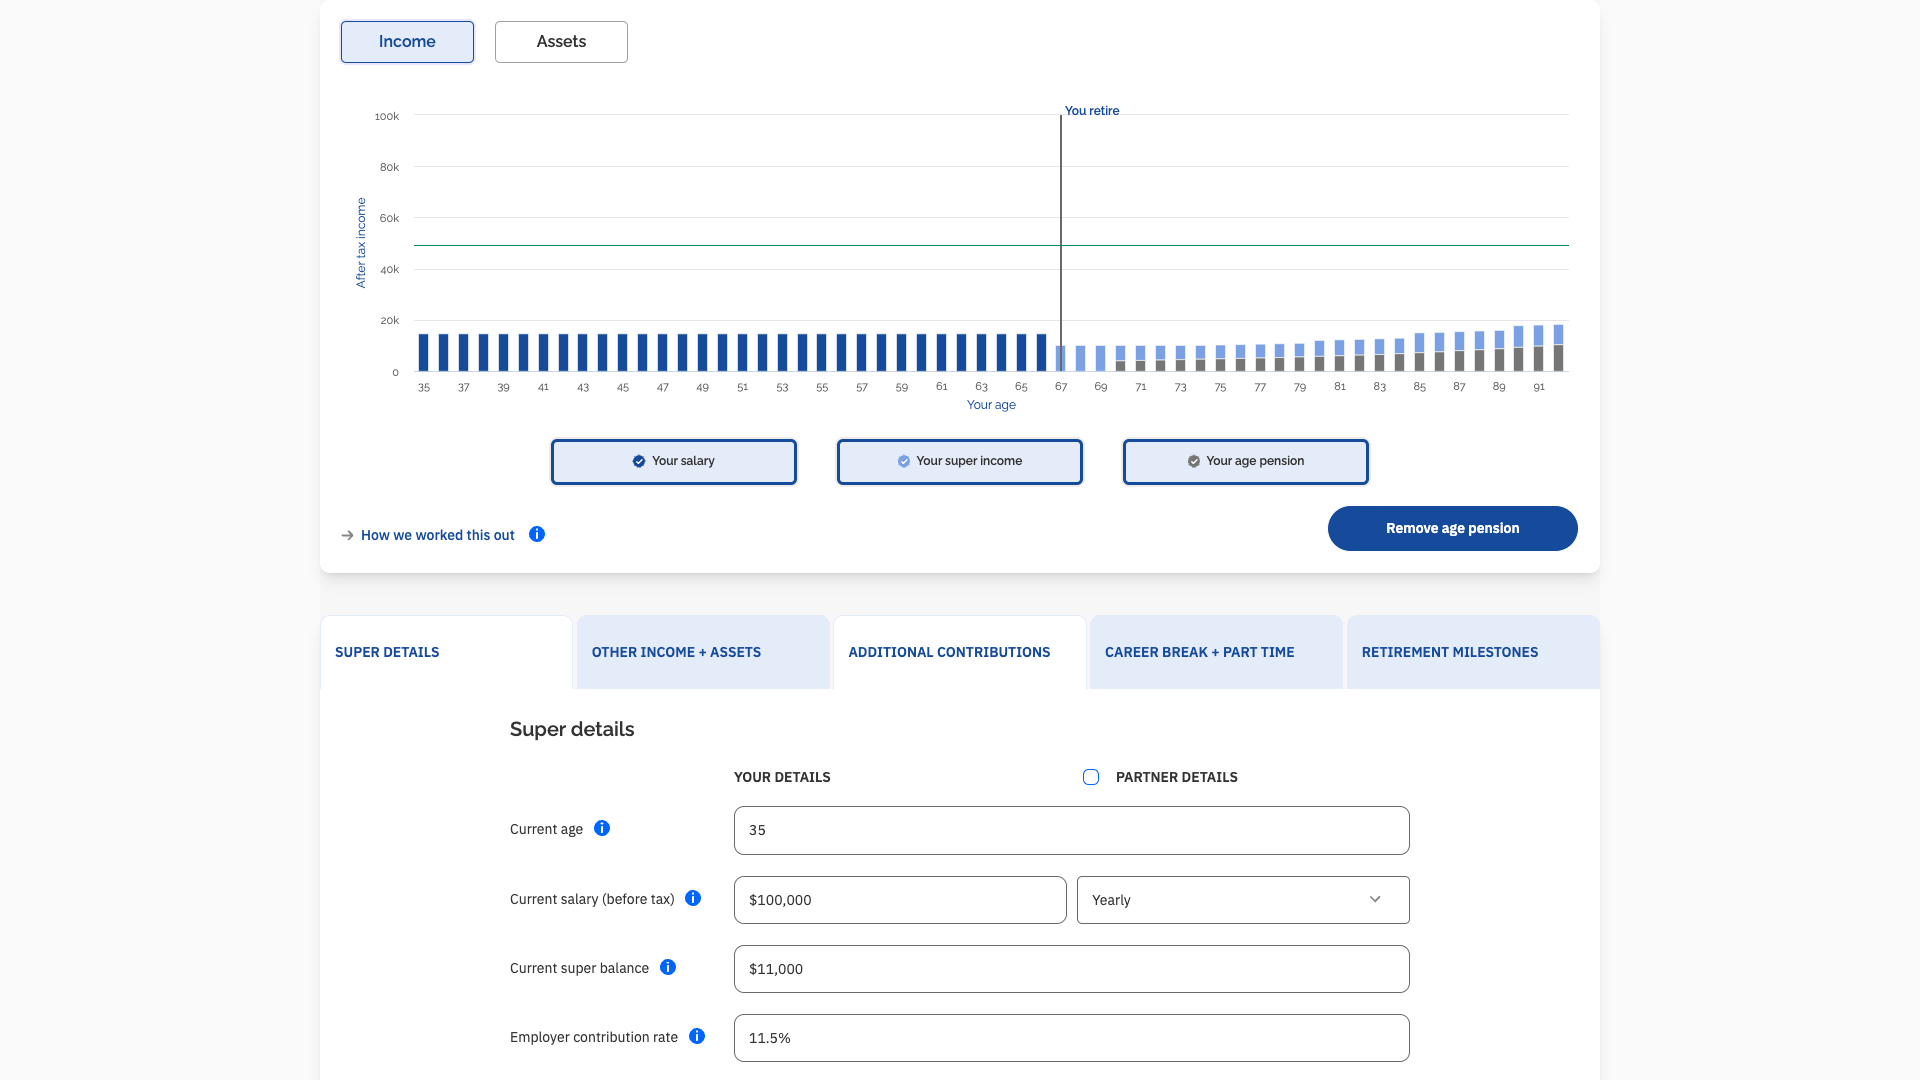 Income
Assets
You retire
100k
80k
60k
40k
20k
0
After tax income
35 37 39 41 43 45 47 49 51 53 55 57 59 61 63 65 67 69 71 73 75 77 79 81 83 85 87 89 91
Your age
Your salary
Your super income
Your age pension
How we worked this out
Remove age pension
SUPER DETAILS
OTHER INCOME + ASSETS
ADDITIONAL CONTRIBUTIONS
CAREER BREAK + PART TIME
RETIREMENT MILESTONES
Super details
YOUR DETAILS
PARTNER DETAILS
Current age
35
Current salary (before tax)
$100,000
Yearly
Current super balance
$11,000
Employer contribution rate
11.5%